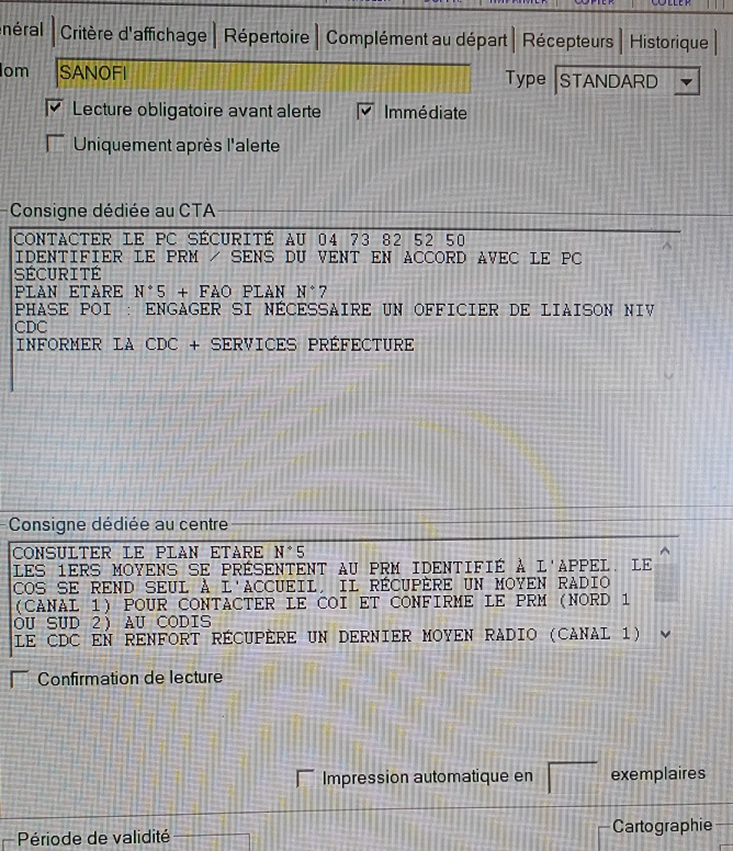 IMPRIMER COPIER COLLER
Critère d'affichage Répertoire Complément au départ Récepteurs Historique
SANOFI Type STANDARD
Lecture obligatoire avant alerte Immédiate
Uniquement après l'alerte
Consigne dédiée au CTA
CONTACTER LE PC SÉCURITÉ AU 04 73 82 52 50
IDENTIFIER LE PRM / SENS DU VENT EN ACCORD AVEC LE PC
SÉCURITÉ
PLAN ETARE N°5 + FAO PLAN N°7
PHASE POI : ENGAGER SI NÉCESSAIRE UN OFFICIER DE LIAISON NIV
CDC
INFORMER LA CDC + SERVICES PRÉFECTURE
Consigne dédiée au centre
CONSULTER LE PLAN ETARE N°5
LES 1ERS MOYENS SE PRÉSENTENT AU PRM IDENTIFIÉ À L'APPEL. LE
COS SE REND SEUL À L'ACCUEIL, IL RÉCUPÈRE UN MOYEN RADIO
(CANAL 1) POUR CONTACTER LE COI ET CONFIRME LE PRM (NORD 1
OU SUD 2) AU CODIS
LE CDC EN RENFORT RÉCUPÈRE UN DERNIER MOYEN RADIO (CANAL 1)
Confirmation de lecture
Impression automatique en exemplaires
Période de validité Cartographie